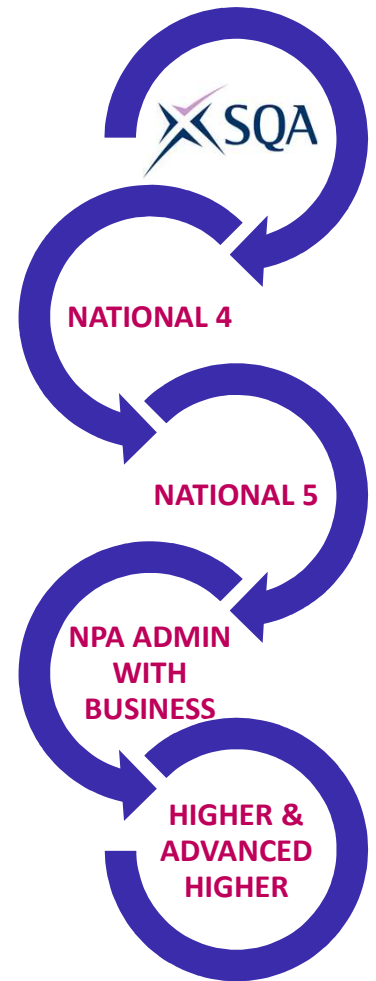 SQA
NATIONAL 4
NATIONAL 5
NPA ADMIN
WITH
BUSINESS
HIGHER &
ADVANCED
HIGHER